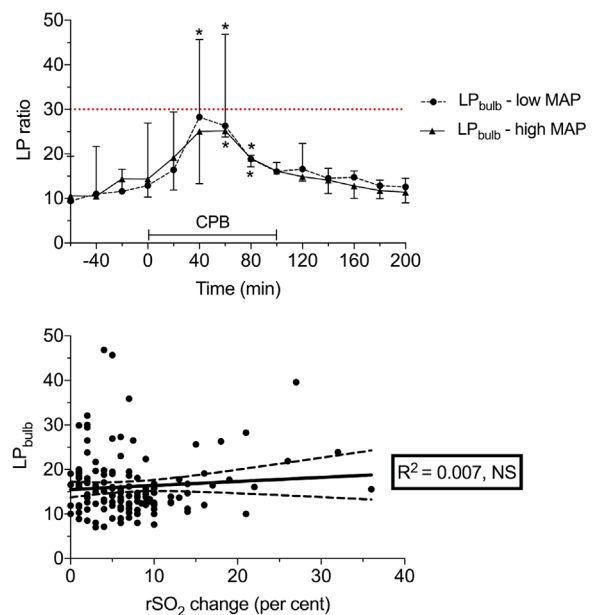 50
40
30
20
10
0
LP ratio
* *
* *
*
CPB
-40 0 40 80 120 160 200
Time (min)
LPbulb - low MAP
LPbulb - high MAP
50
40
30
20
10
0
LPbulb
R2 = 0.007, NS
0 10 20 30 40
rSO2 change (per cent)